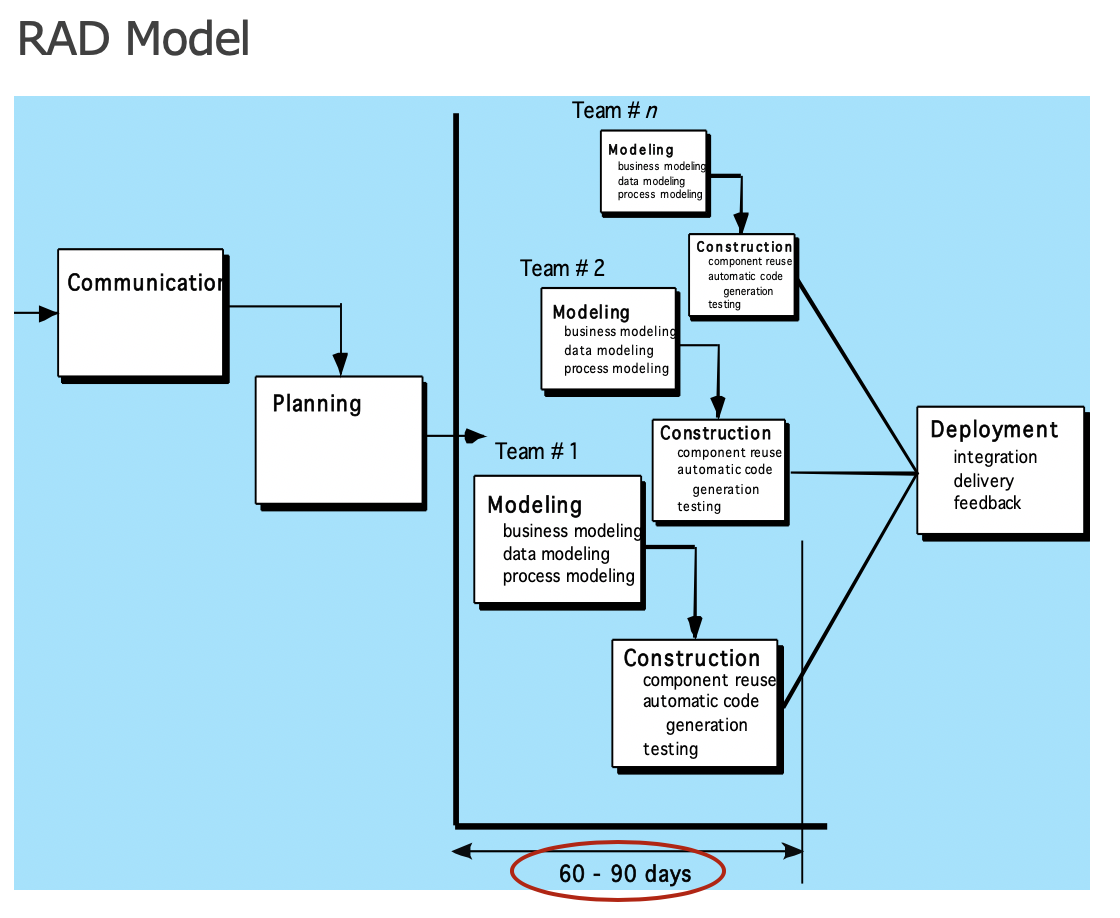 RAD Model
Communication
Planning
Team # n
Modeling
business modeling
data modeling
process modeling
Construction
component reuse
automatic code
generation
testing
Team # 2
Modeling
business modeling
data modeling
process modeling
Construction
component reuse
automatic code
generation
testing
Team # 1
Modeling
business modeling
data modeling
process modeling
Construction
component reuse
automatic code
generation
testing
Deployment
integration
delivery
feedback
60 - 90 days